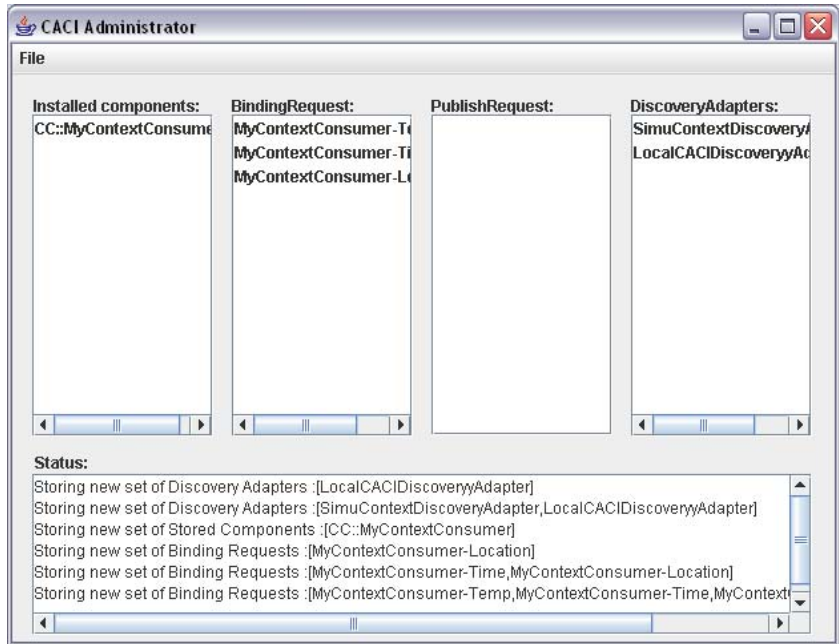 CACI Administrator
File
Installed components:
CC::MyContextConsume
BindingRequest:
MyContextConsumer-Te
MyContextConsumer-Ti
MyContextConsumer-Lo
PublishRequest:
DiscoveryAdapters:
SimuContextDiscoveryA
LocalCACIDiscoveryyAd
Status:
Storing new set of Discovery Adapters :[LocalCACIDiscoveryyAdapter]
Storing new set of Discovery Adapters :[SimuContextDiscoveryAdapter,LocalCACIDiscoveryyAdapter]
Storing new set of Stored Components :[CC::MyContextConsumer]
Storing new set of Binding Requests :[MyContextConsumer-Location]
Storing new set of Binding Requests :[MyContextConsumer-Time,MyContextConsumer-Location]
Storing new set of Binding Requests :[MyContextConsumer-Temp,MyContextConsumer-Time,MyContext